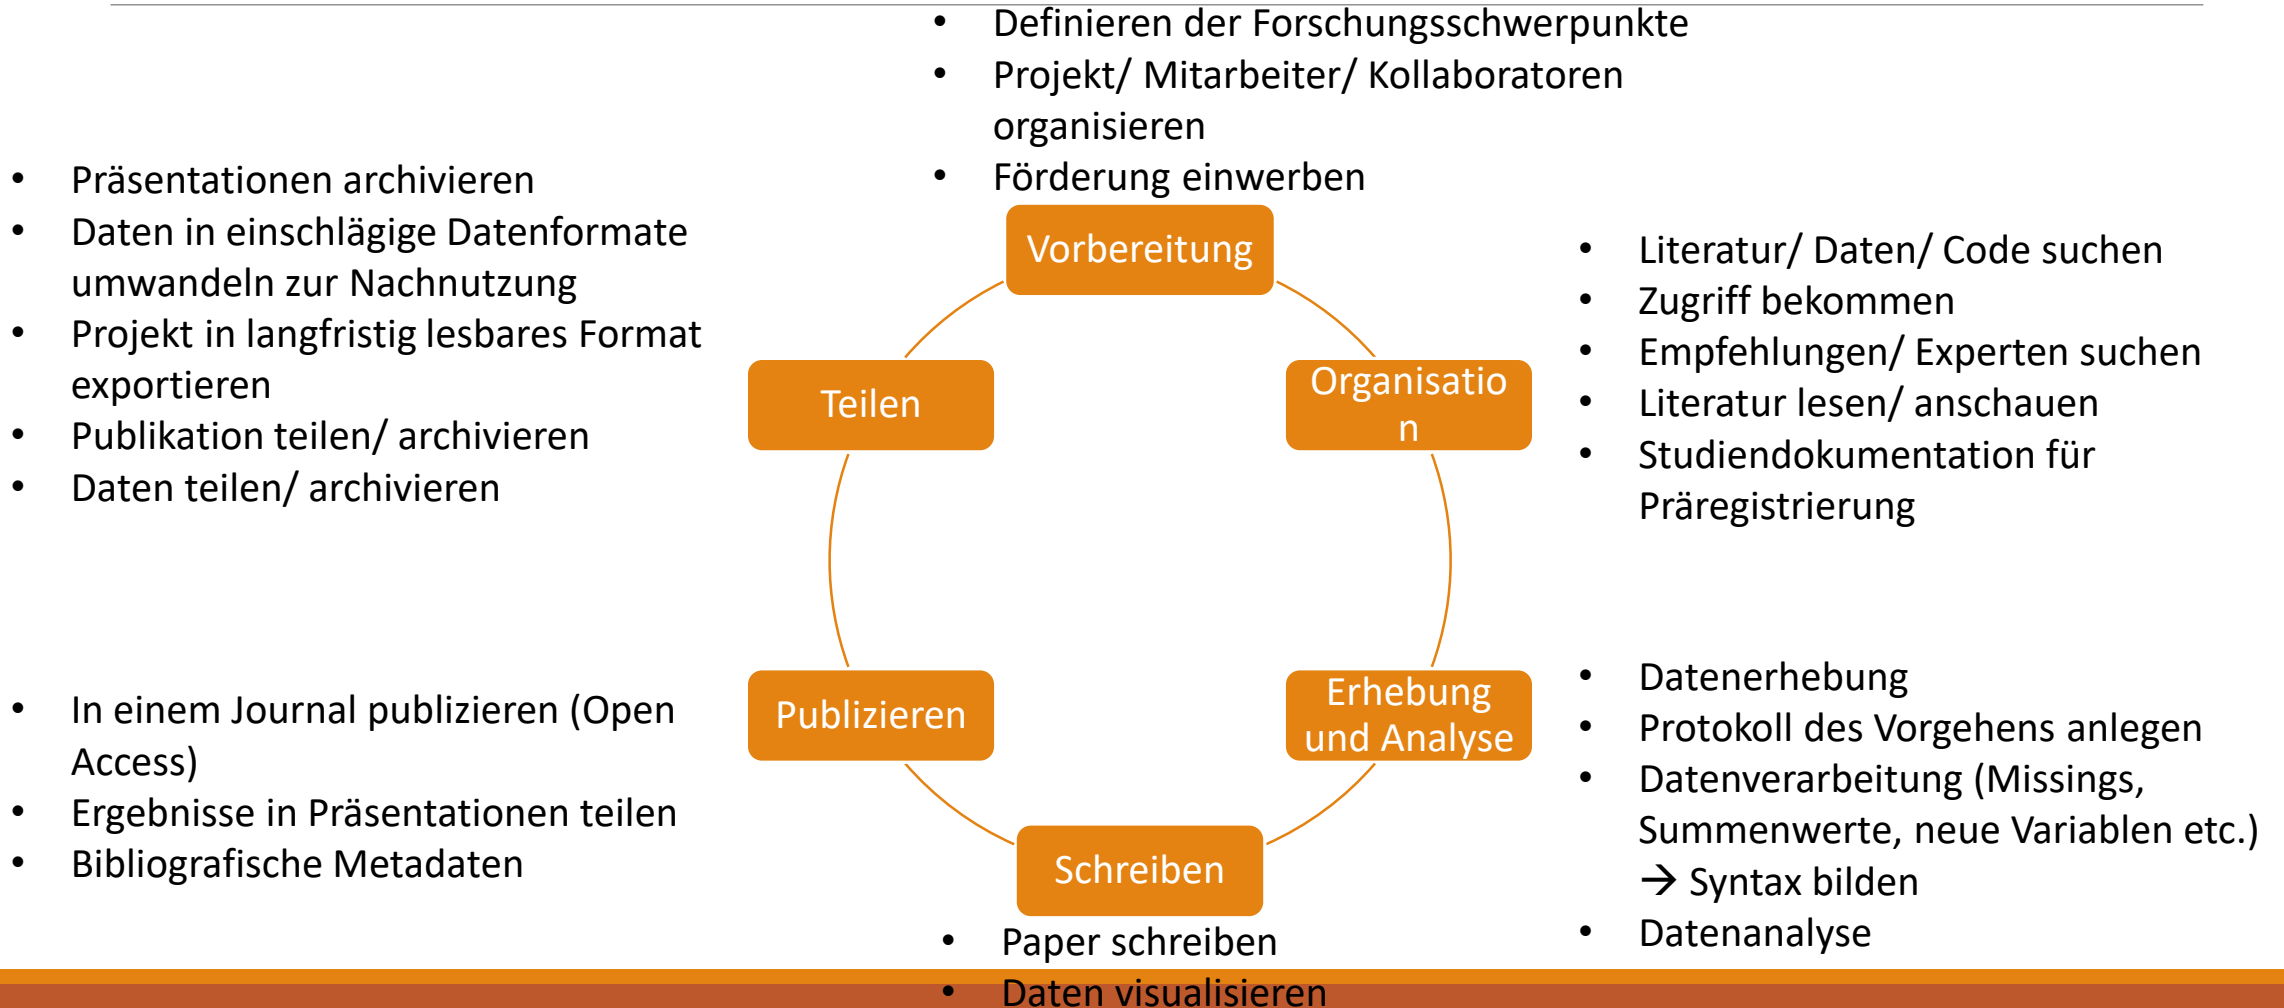 • Definieren der Forschungsschwerpunkte
• Projekt/ Mitarbeiter/ Kollaboratoren
organisieren
• Förderung einwerben
Vorbereitung
• Literatur/ Daten/ Code suchen
• Zugriff bekommen
• Empfehlungen/ Experten suchen
• Literatur lesen/ anschauen
• Studiendokumentation für
Präregistrierung
Organisatio
n
• Datenerhebung
• Protokoll des Vorgehens anlegen
• Datenverarbeitung (Missings,
Summenwerte, neue Variablen etc.)
→ Syntax bilden
• Datenanalyse
Erhebung
und Analyse
Schreiben
• Paper schreiben
• Daten visualisieren
Publizieren
• In einem Journal publizieren (Open
Access)
• Ergebnisse in Präsentationen teilen
• Bibliografische Metadaten
Teilen
• Präsentationen archivieren
• Daten in einschlägige Datenformate
umwandeln zur Nachnutzung
• Projekt in langfristig lesbares Format
exportieren
• Publikation teilen/ archivieren
• Daten teilen/ archivieren